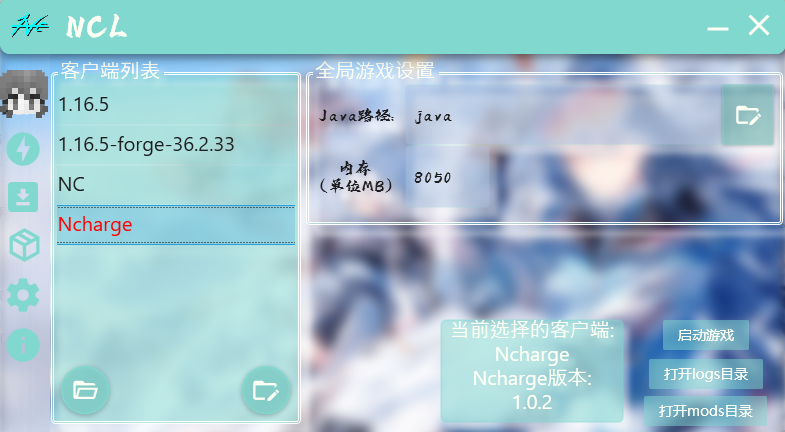 NCL
客户端列表
1.16.5
1.16.5-forge-36.2.33
NC
Ncharge
全局游戏设置
Java路径:
java
内存
(单位MB)
8050
当前选择的客户端:
Ncharge
Ncharge版本:
1.0.2
启动游戏
打开logs目录
打开mods目录